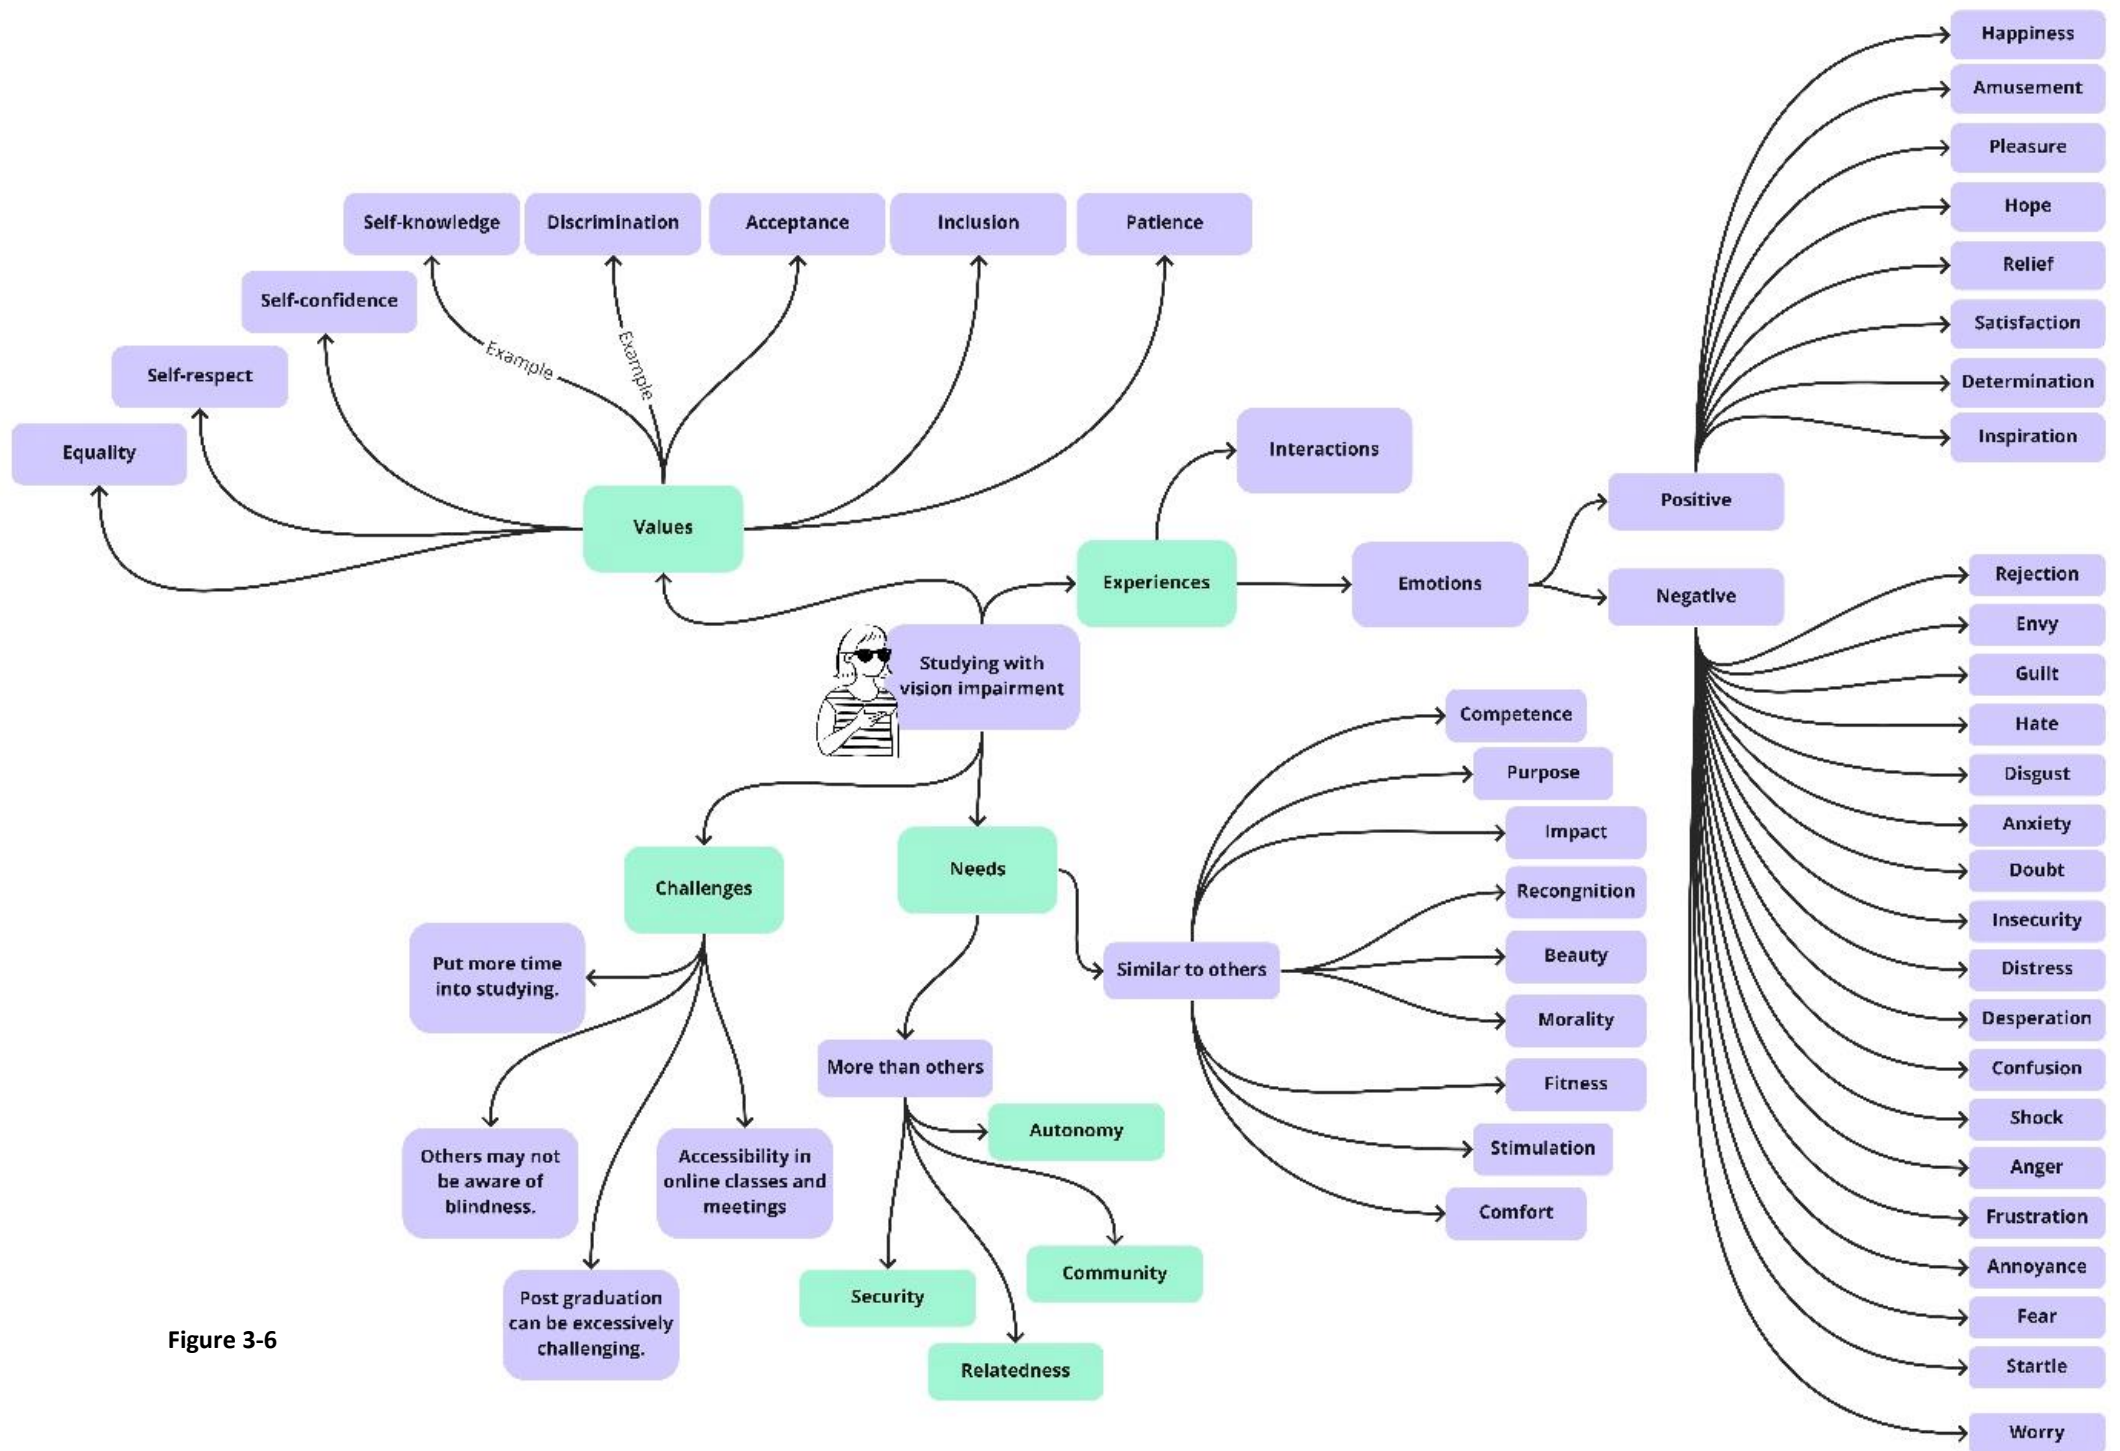 Happiness
Amusement
Pleasure
Hope
Relief
Satisfaction
Determination
Inspiration
Self-knowledge
Discrimination
Acceptance
Inclusion
Patience
Self-confidence
Self-respect
Equality
Example
Example
Values
Interactions
Experiences
Emotions
Positive
Negative
Rejection
Envy
Guilt
Hate
Disgust
Anxiety
Doubt
Insecurity
Distress
Desperation
Confusion
Shock
Anger
Frustration
Annoyance
Fear
Startle
Worry
Studying with
vision impairment
Competence
Purpose
Impact
Recongnition
Beauty
Morality
Fitness
Stimulation
Comfort
Similar to others
Needs
Challenges
Put more time
into studying.
Others may not
be aware of
blindness.
Accessibility in
online classes and
meetings
Post graduation
can be excessively
challenging.
More than others
Autonomy
Community
Security
Relatedness
Figure 3-6